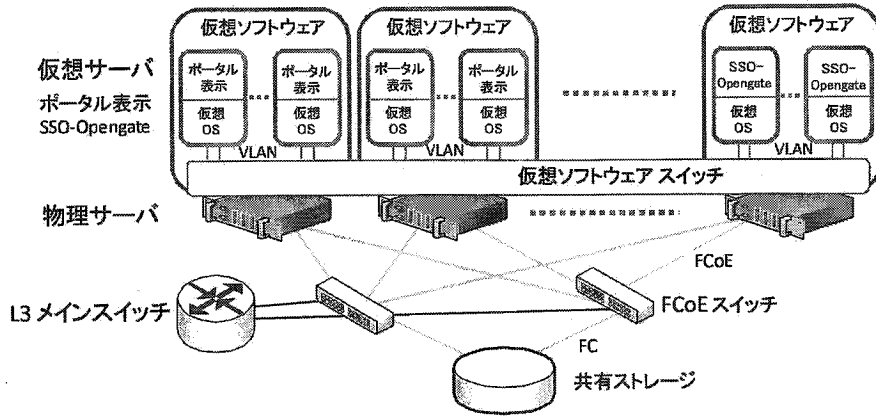 仮想ソフトウェア
仮想ソフトウェア
仮想ソフトウェア
仮想サーバ
ポータル表示
SSO-Opengate
ポータル
表示
仮想
OS
ポータル
表示
仮想
OS
VLAN
ポータル
表示
仮想
OS
ポータル
表示
仮想
OS
VLAN
SSO-
Opengate
仮想
OS
SSO-
Opengate
仮想
OS
VLAN
仮想ソフトウェア スイッチ
物理サーバ
FCoE
L3 メインスイッチ
FCoE スイッチ
FC
共有ストレージ